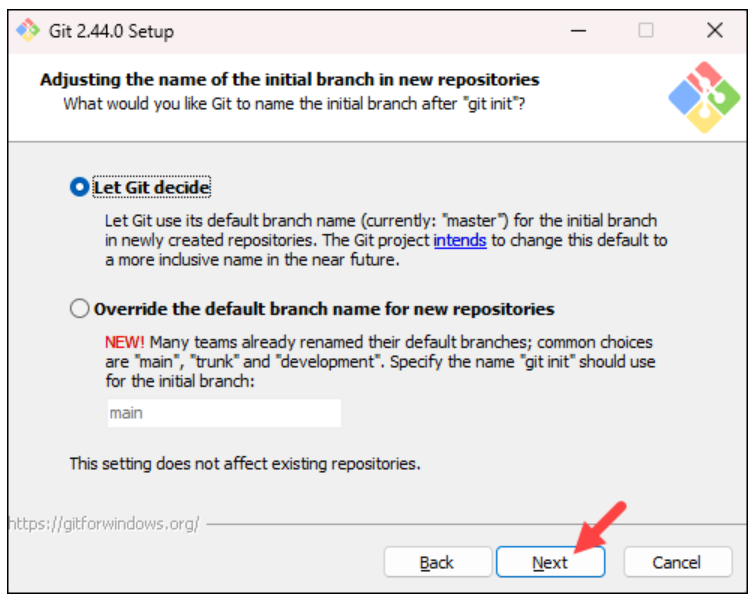 Git 2.44.0 Setup
Adjusting the name of the initial branch in new repositories
What would you like Git to name the initial branch after "git init"?
Let Git decide
Let Git use its default branch name (currently: "master") for the initial branch
in newly created repositories. The Git project intends to change this default to
a more inclusive name in the near future.
Override the default branch name for new repositories
NEW! Many teams already renamed their default branches; common choices
are "main", "trunk" and "development". Specify the name "git init" should use
for the initial branch:
main
This setting does not affect existing repositories.
https://gitforwindows.org/
Back
Next
Cancel